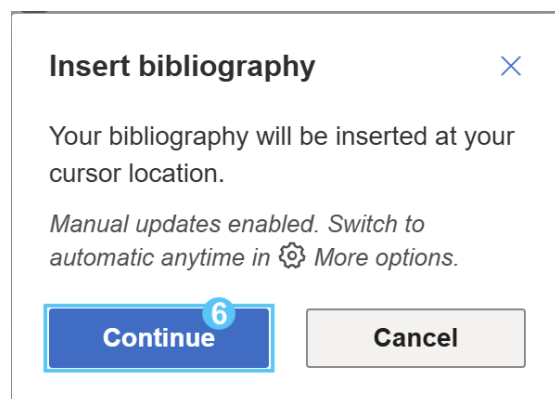 Insert bibliography
Your bibliography will be inserted at your
cursor location.
Manual updates enabled. Switch to
automatic anytime in More options.
6
Continue
Cancel